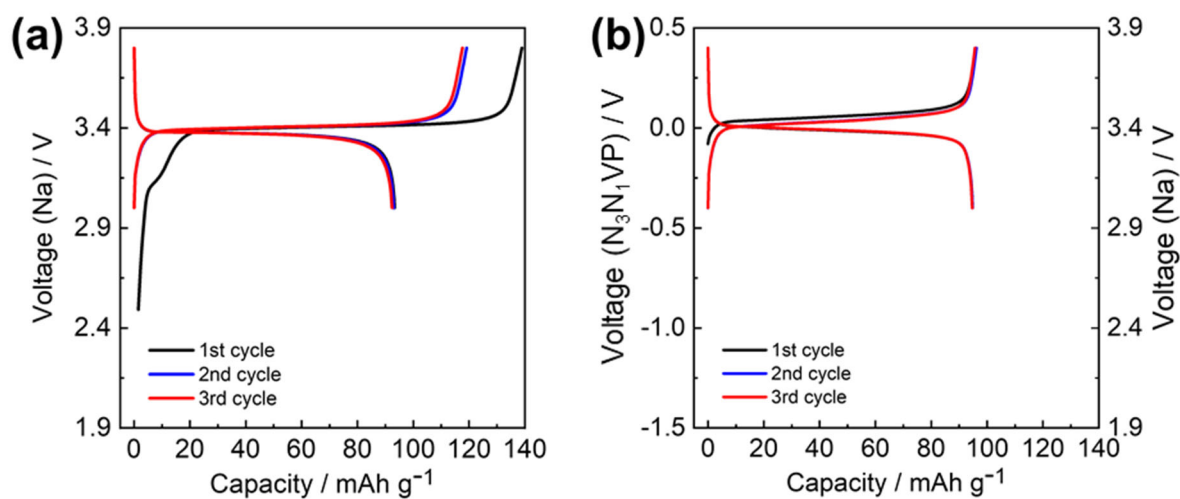 (a)
3.9
3.4
2.9
2.4
1.9
Voltage (Na) / V
1st cycle
2nd cycle
3rd cycle
0 20 40 60 80 100 120 140
Capacity / mAh g⁻¹
(b)
0.5
0.0
-0.5
-1.0
-1.5
Voltage (N₃N₁VP) / V
1st cycle
2nd cycle
3rd cycle
0 20 40 60 80 100 120 140
Capacity / mAh g⁻¹
3.9
3.4
2.9
2.4
1.9
Voltage (Na) / V